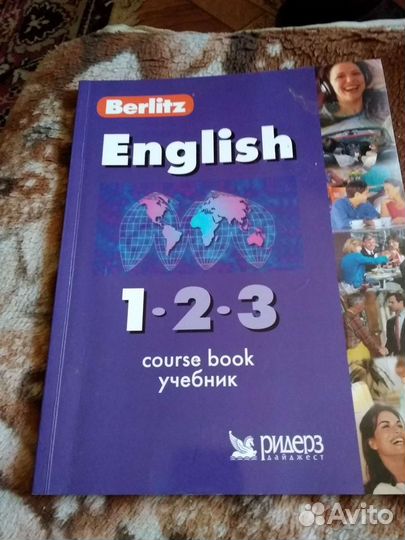 Berlitz
English
1·2·3
course book
учебник
ридерз
дайджест
Avito